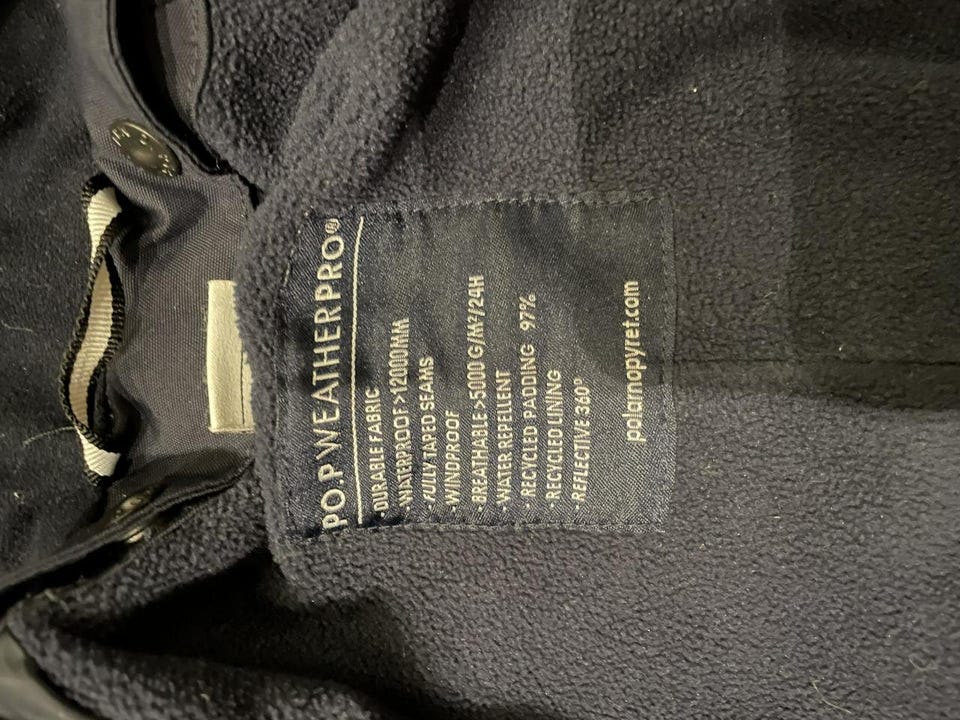 PO.P WEATHERPRO®
· DURABLE FABRIC
· WATERPROOF >12000MM
· FULLY TAPED SEAMS
· WINDPROOF
· BREATHABLE >5000 G/M²/24H
· WATER REPELLENT
· RECYCLED PADDING 97%
· RECYCLED LINING
· REFLECTIVE 360°
polarnopyret.com